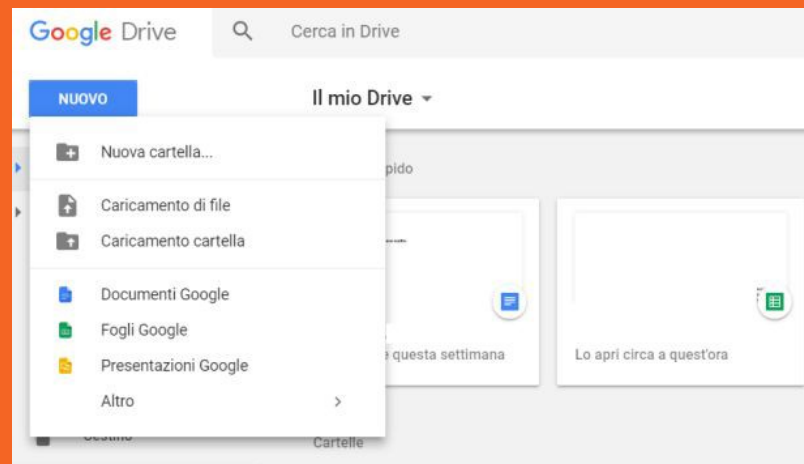 Google Drive
Cerca in Drive
NUOVO
Il mio Drive
Nuova cartella...
Caricamento di file
Caricamento cartella
Documenti Google
Fogli Google
Presentazioni Google
Altro
questa settimana
Lo apri circa a quest'ora
Cartelle